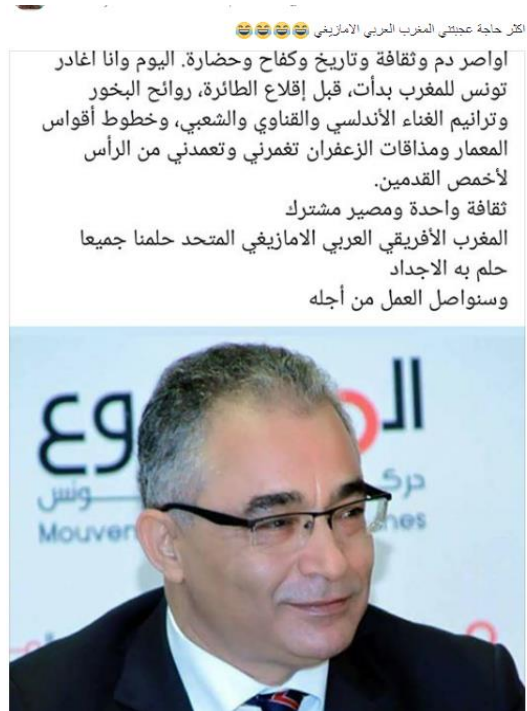 اكثر حاجة عجبتني المغرب العربي الامازيغي 😂😂😂😂
اواصر دم وثقافة وتاريخ وكفاح وحضارة. اليوم وانا اغادر
تونس للمغرب بدأت، قبل إقلاع الطائرة، روائح البخور
وترانيم الغناء الأندلسي والقناوي والشعبي، وخطوط أقواس
المعمار ومذاقات الزعفران تغمرني وتعمدني من الرأس
لأخمص القدمين.
ثقافة واحدة ومصير مشترك
المغرب الأفريقي العربي الامازيغي المتحد حلمنا جميعا
حلم به الاجداد
وسنواصل العمل من أجله